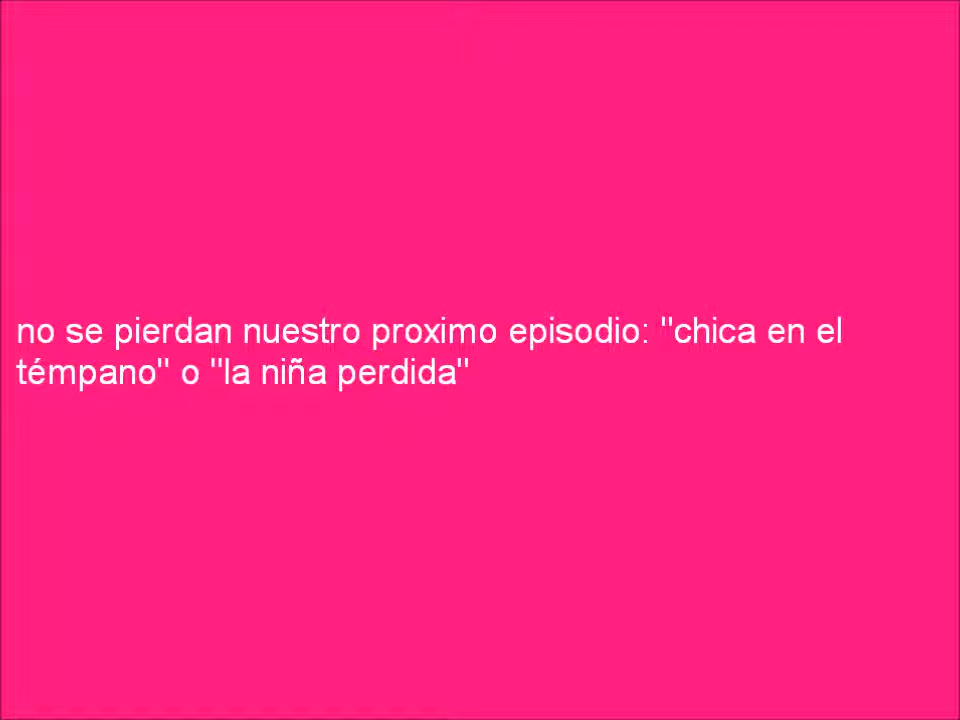 no se pierdan nuestro proximo episodio: "chica en el
témpano" o "la niña perdida"